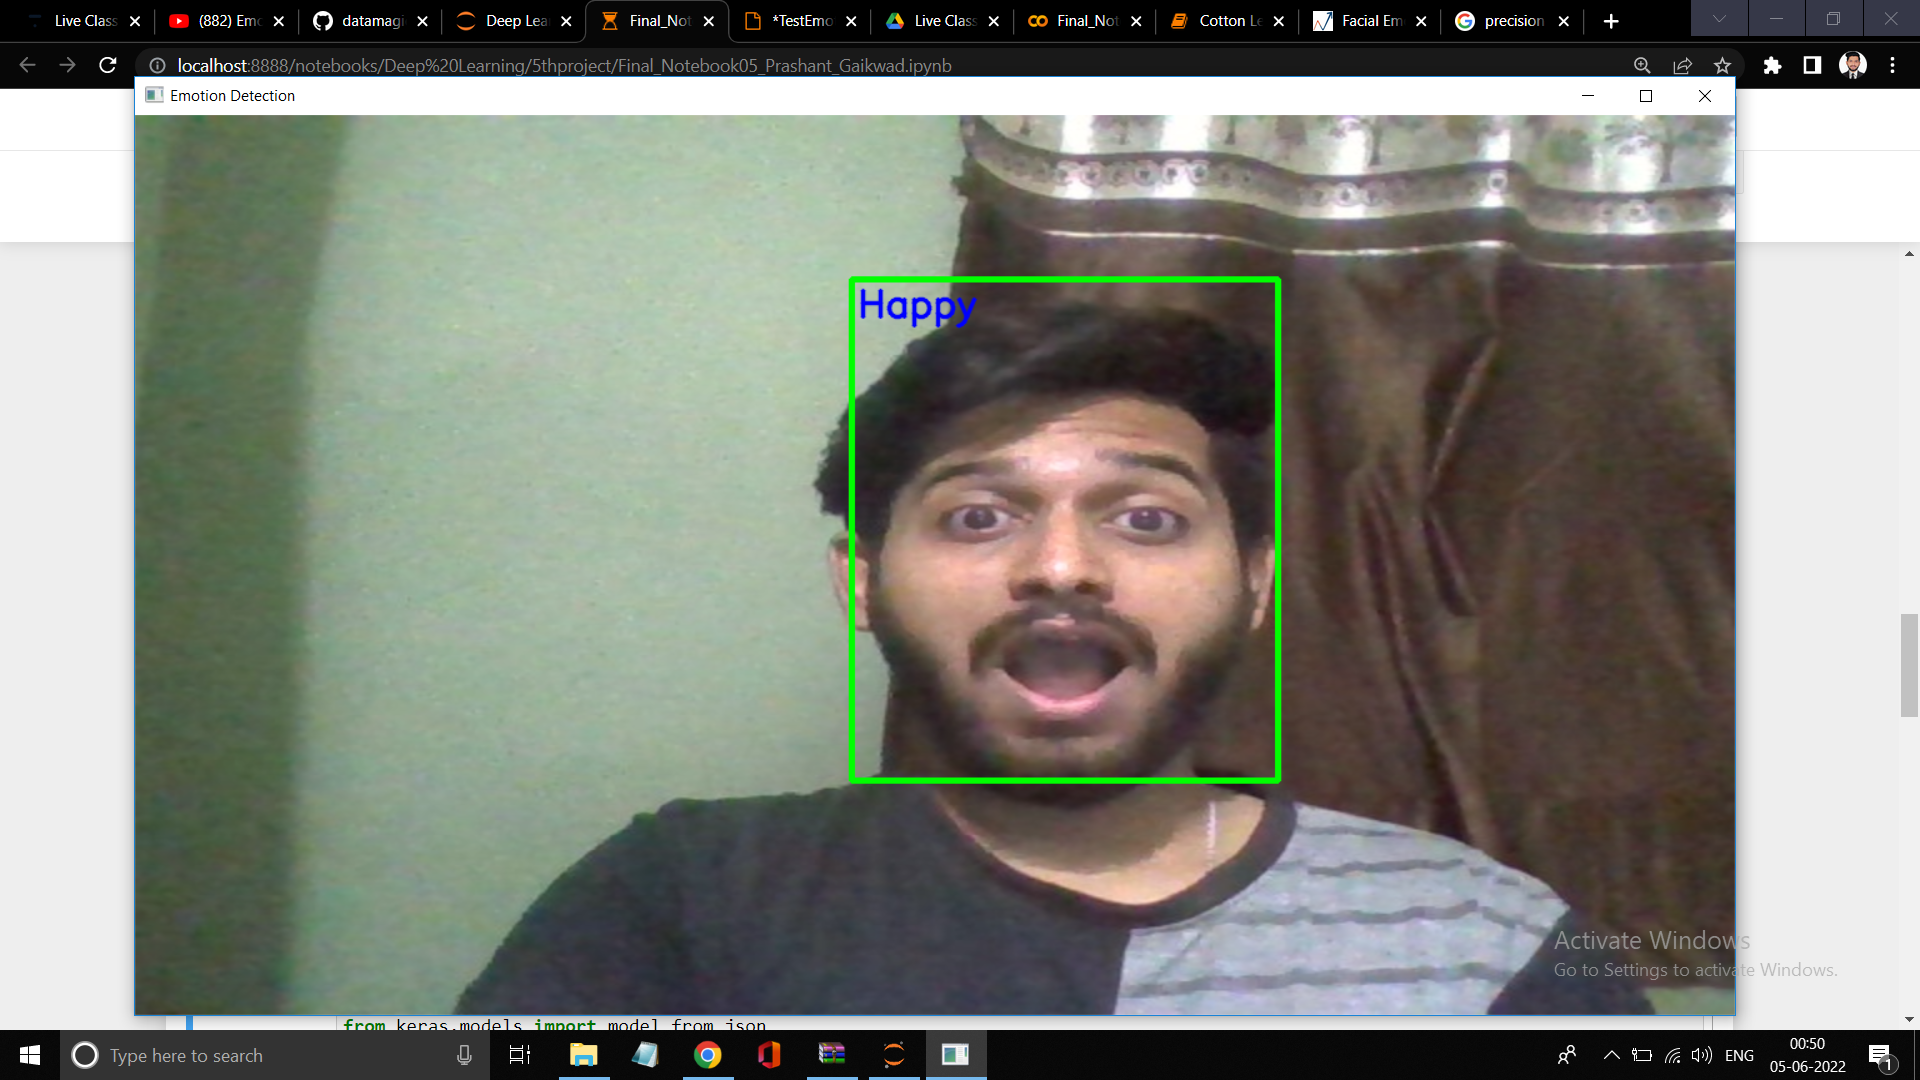 Live Class
(882) Emo
datamagi
Deep Lea
Final_Not
*TestEmo
Live Class
Final_Not
Cotton Le
Facial Em
precision
localhost:8888/notebooks/Deep%20Learning/5thproject/Final_Notebook05_Prashant_Gaikwad.ipynb
Emotion Detection
Happy
Activate Windows
Go to Settings to activate Windows.
from keras.models import model_from_json
Type here to search
ENG
00:50
05-06-2022
1